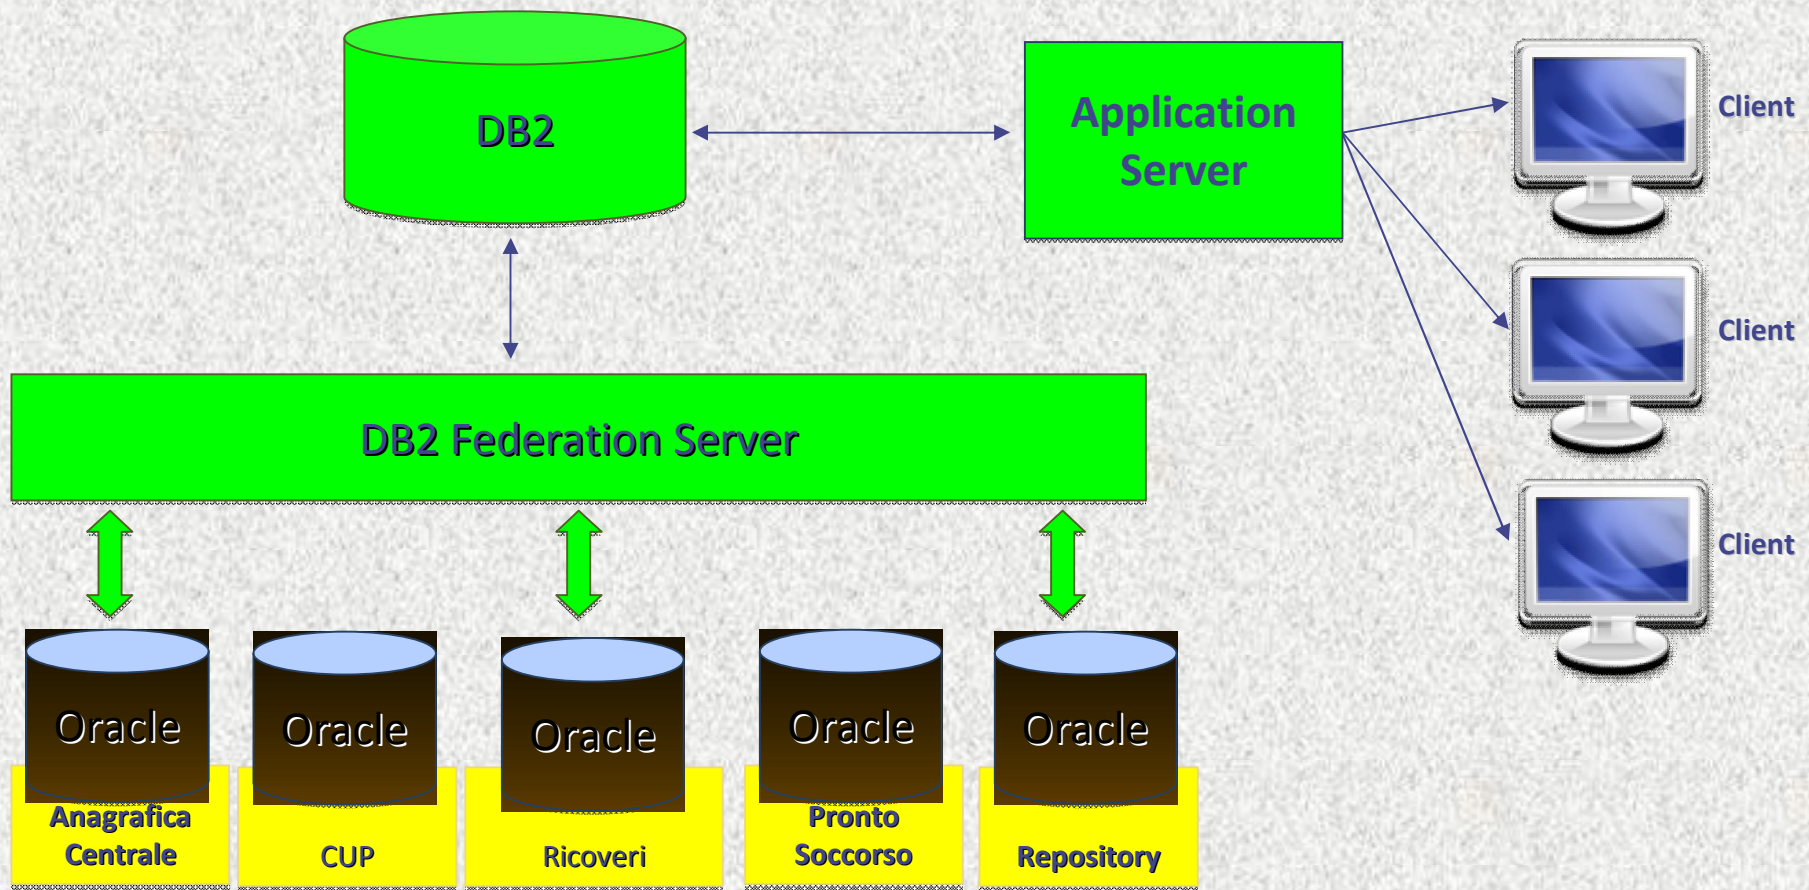 DB2
Application
Server
Client
Client
Client
DB2 Federation Server
Oracle
Oracle
Oracle
Oracle
Oracle
Anagrafica
Centrale
CUP
Ricoveri
Pronto
Soccorso
Repository